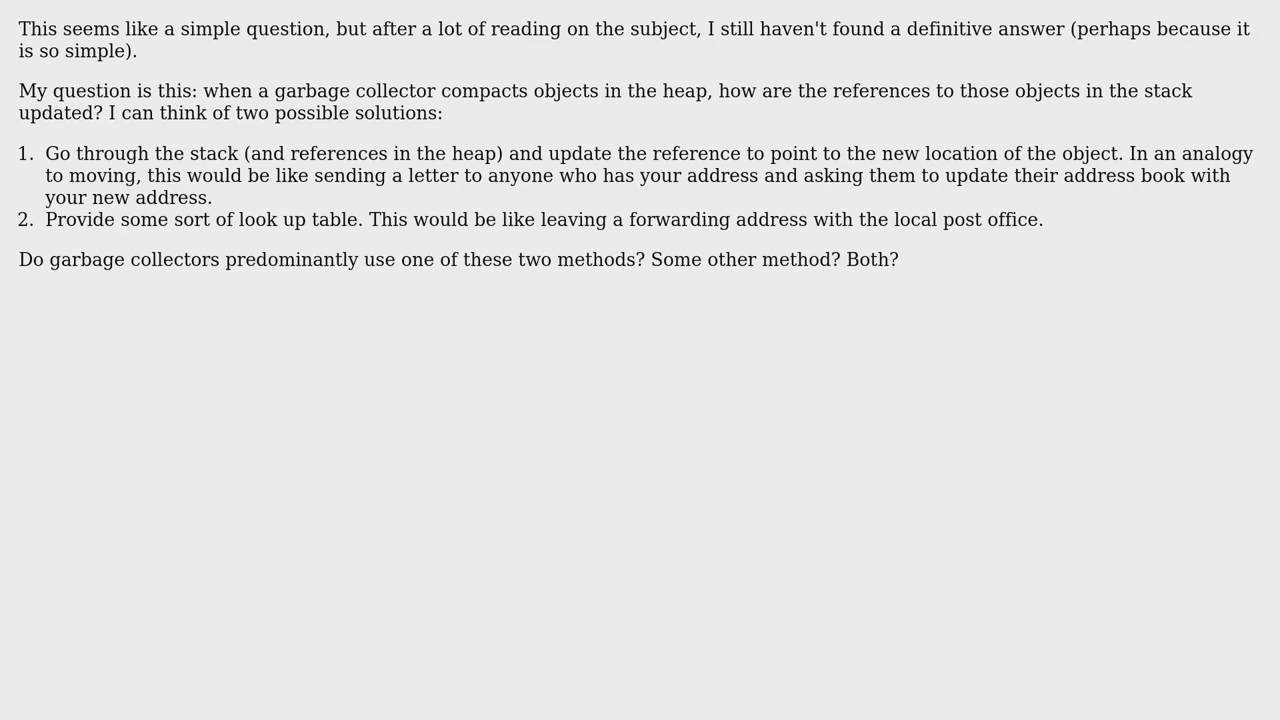 This seems like a simple question, but after a lot of reading on the subject, I still haven't found a definitive answer (perhaps because it
is so simple).
My question is this: when a garbage collector compacts objects in the heap, how are the references to those objects in the stack
updated? I can think of two possible solutions:
1. Go through the stack (and references in the heap) and update the reference to point to the new location of the object. In an analogy
to moving, this would be like sending a letter to anyone who has your address and asking them to update their address book with
your new address.
2. Provide some sort of look up table. This would be like leaving a forwarding address with the local post office.
Do garbage collectors predominantly use one of these two methods? Some other method? Both?